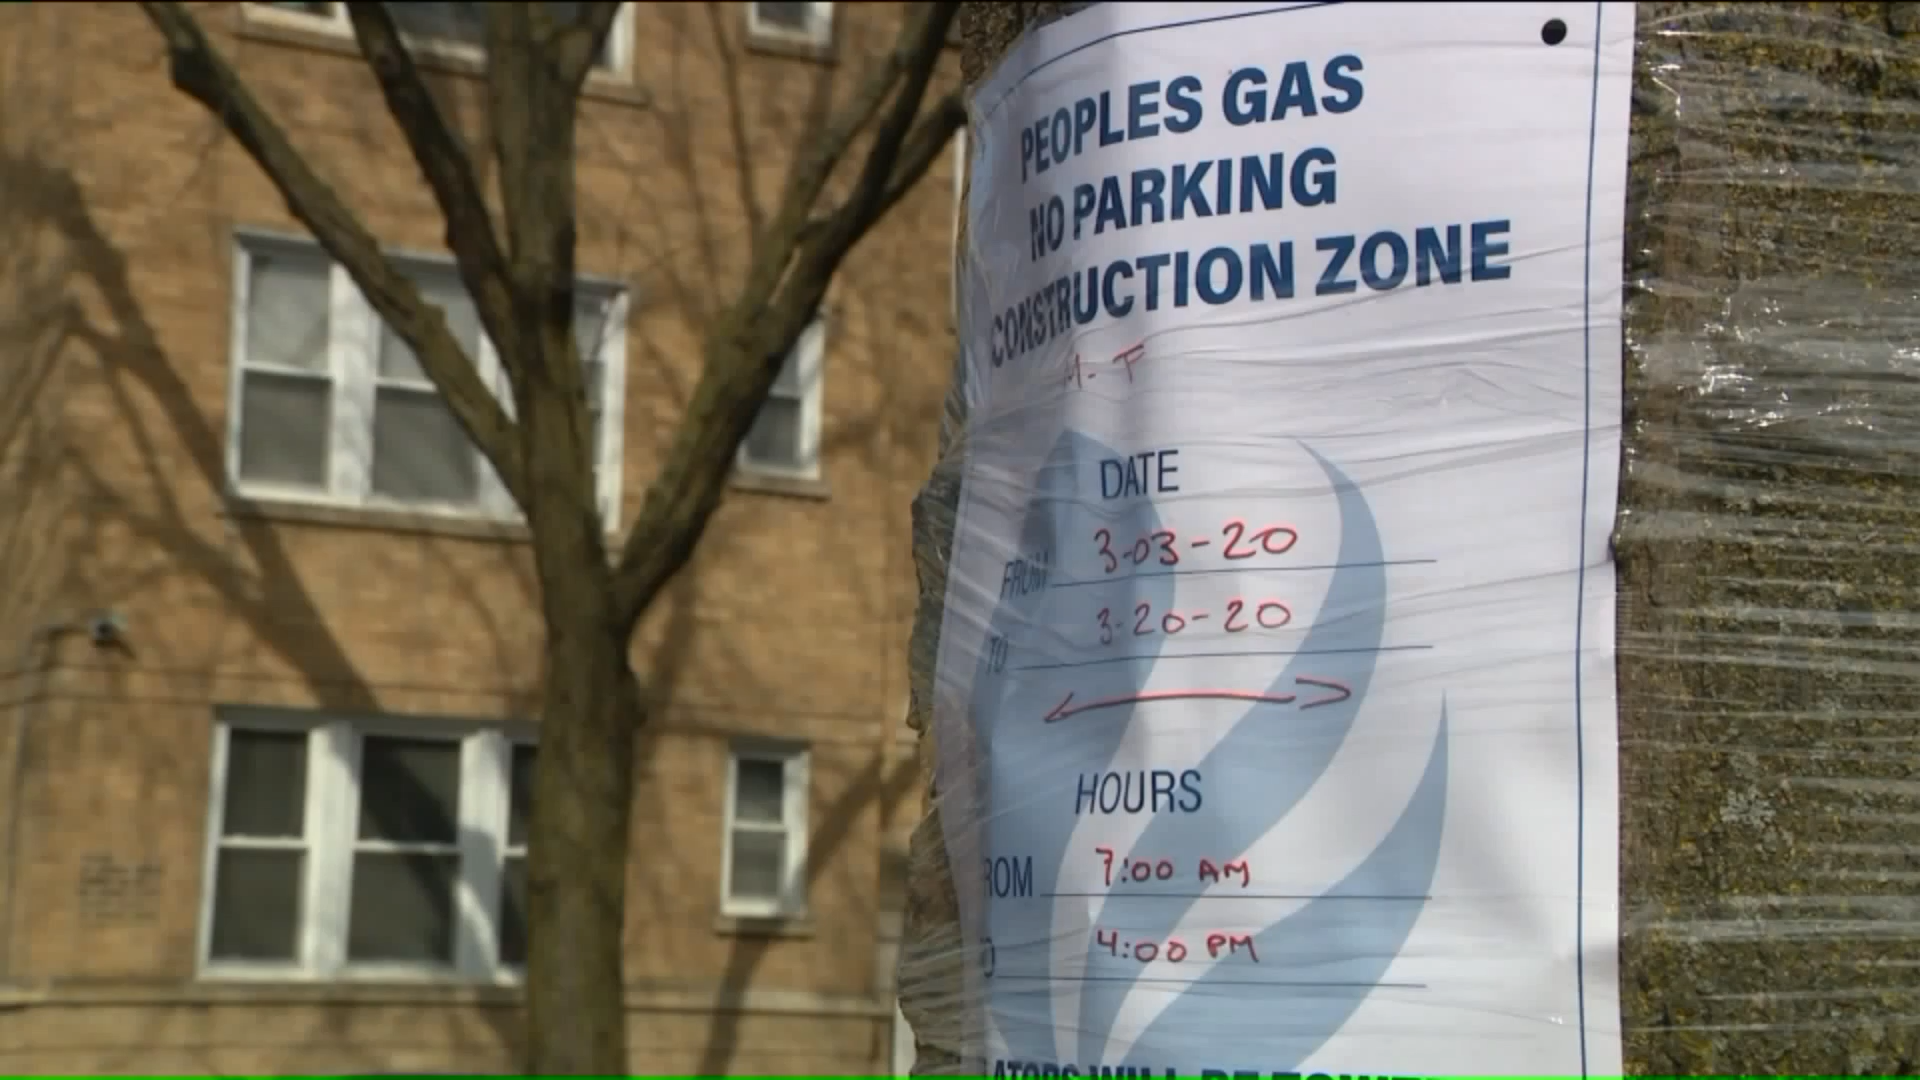 PEOPLES GAS
NO PARKING
CONSTRUCTION ZONE
M-F
DATE
FROM 3-03-20
TO 3-20-20
HOURS
ROM 7:00 AM
O 4:00 PM